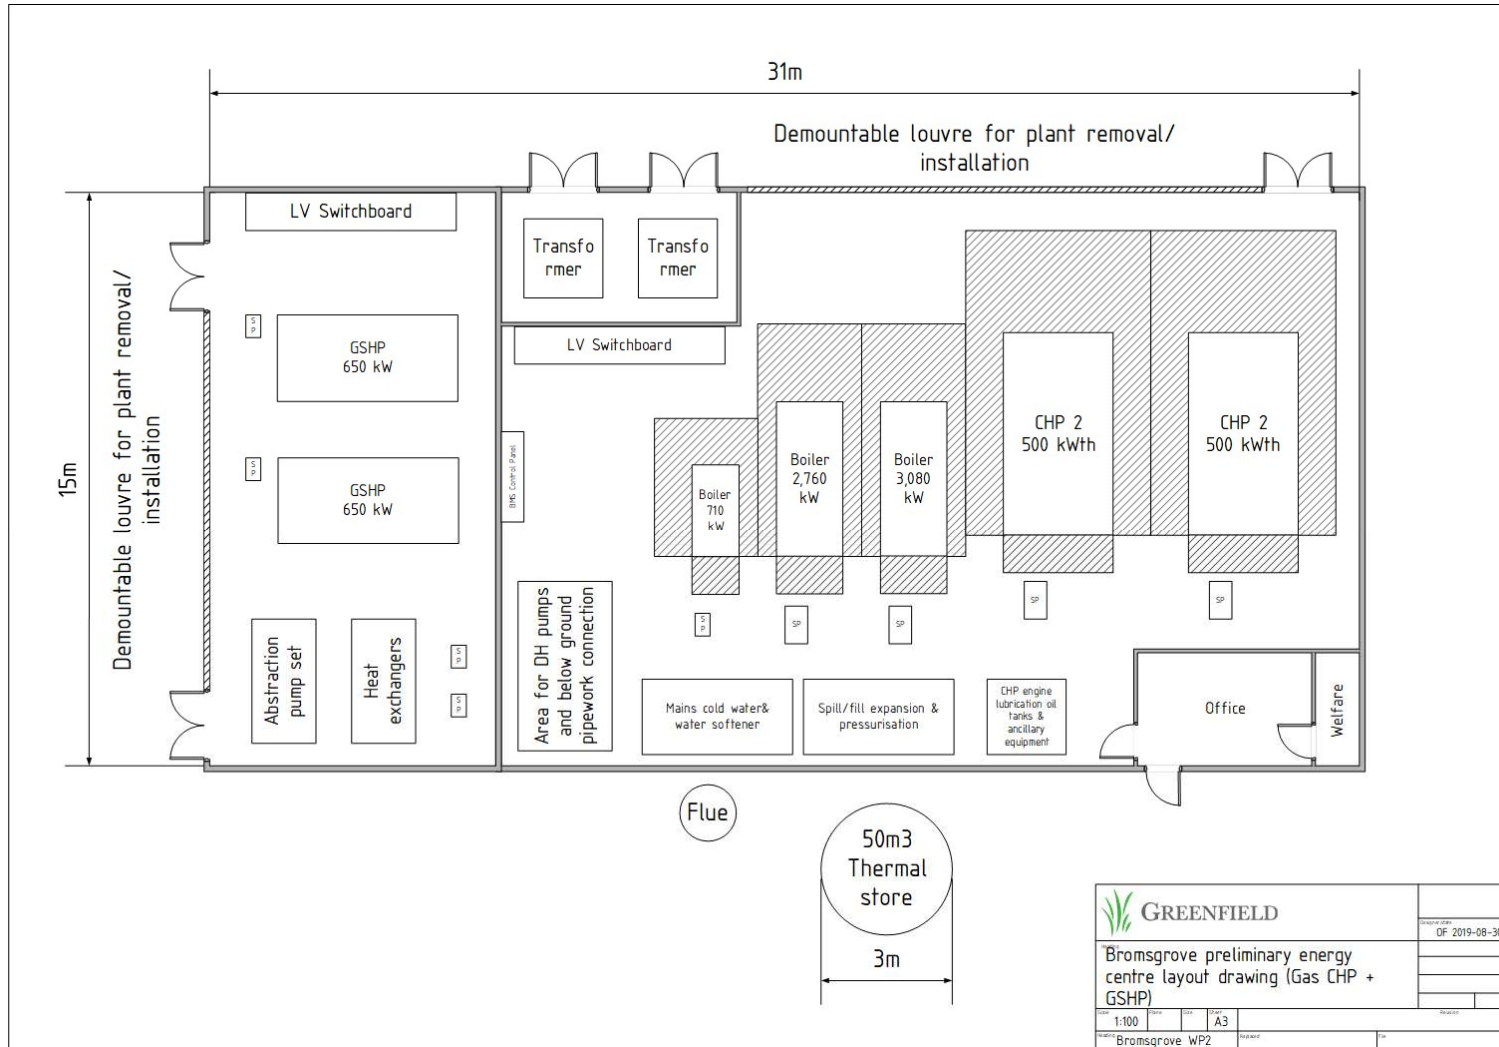 31m
Demountable louvre for plant removal/
installation
LV Switchboard
Transfo
rmer
Transfo
rmer
Demountable louvre for plant removal/
installation
15m
SP
GSHP
650 kW
LV Switchboard
SP
GSHP
650 kW
BMS Control Panel
Boiler
710
kW
Boiler
2,760
kW
Boiler
3,080
kW
CHP 2
500 kWth
CHP 2
500 kWth
Abstraction
pump set
Heat
exchangers
SP
SP
Area for DH pumps
and below ground
pipework connection
SP
SP
SP
SP
SP
Mains cold water&
water softener
Spill/fill expansion &
pressurisation
CHP engine
lubrication oil
tanks &
ancillary
equipment
Office
Welfare
Flue
50m3
Thermal
store
3m
GREENFIELD
OF 2019-08-30
Bromsgrove preliminary energy
centre layout drawing (Gas CHP +
GSHP)
Scale
1:100
Size
Sheet
A3
Revision
Bromsgrove WP2
Replaced